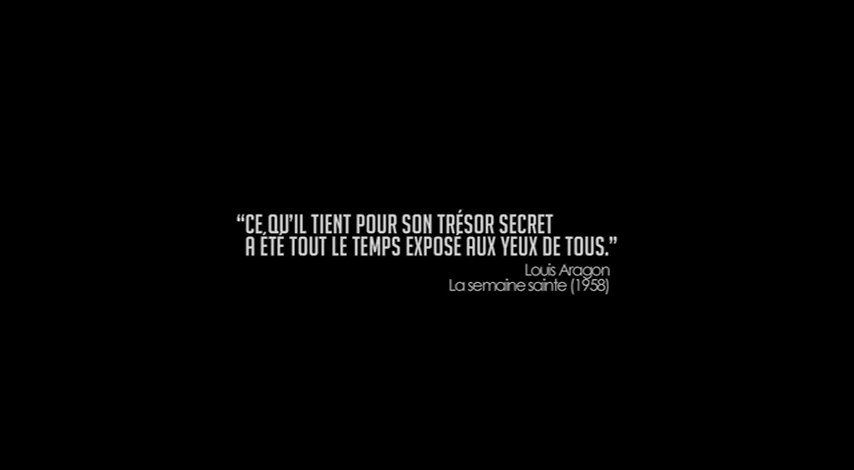 “CE QU’IL TIENT POUR SON TRÉSOR SECRET
A ÉTÉ TOUT LE TEMPS EXPOSÉ AUX YEUX DE TOUS.”
Louis Aragon
La semaine sainte (1958)